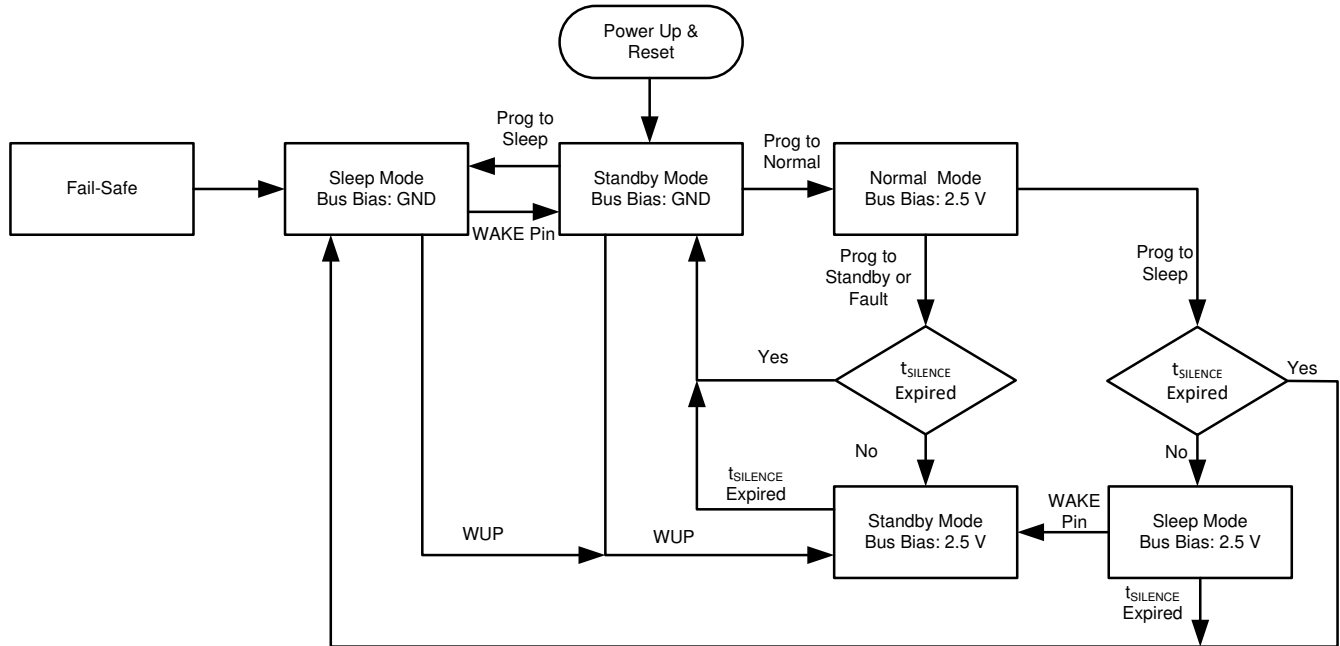 Power Up &
Reset
Prog to
Sleep
Prog to
Normal
Fail-Safe
Sleep Mode
Bus Bias: GND
Standby Mode
Bus Bias: GND
Normal Mode
Bus Bias: 2.5 V
WAKE Pin
Prog to
Standby or
Fault
Prog to
Sleep
Yes
tSILENCE
Expired
tSILENCE
Expired
Yes
No
No
tSILENCE
Expired
WUP
WUP
Standby Mode
Bus Bias: 2.5 V
WAKE
Pin
Sleep Mode
Bus Bias: 2.5 V
tSILENCE
Expired